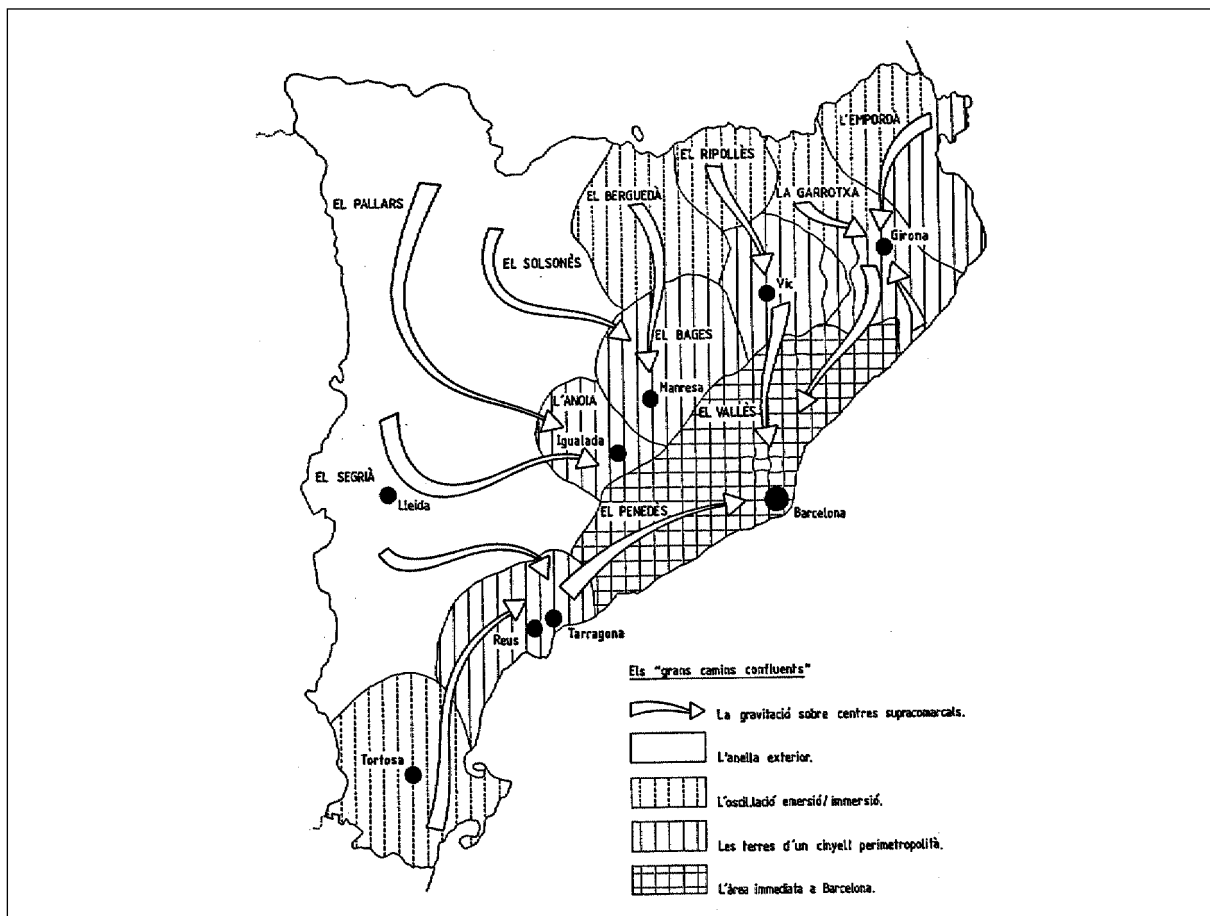 L'EMPORDÀ
EL RIPOLLÈS
LA GARROTXA
EL BERGUEDÀ
EL PALLARS
Girona
EL SOLSONÈS
Vic
EL BAGES
Manresa
L'ANOIA
EL VALLÈS
Igualada
EL SEGRIÀ
Lleida
EL PENEDÈS
Barcelona
Reus
Tarragona
Tortosa
Els "grans camins confluents"
La gravitació sobre centres supracomarcals.
L'anella exterior.
L'oscil.lació emersió/immersió.
Les terres d'un cinyell perimetropolità.
L'àrea immediata a Barcelona.